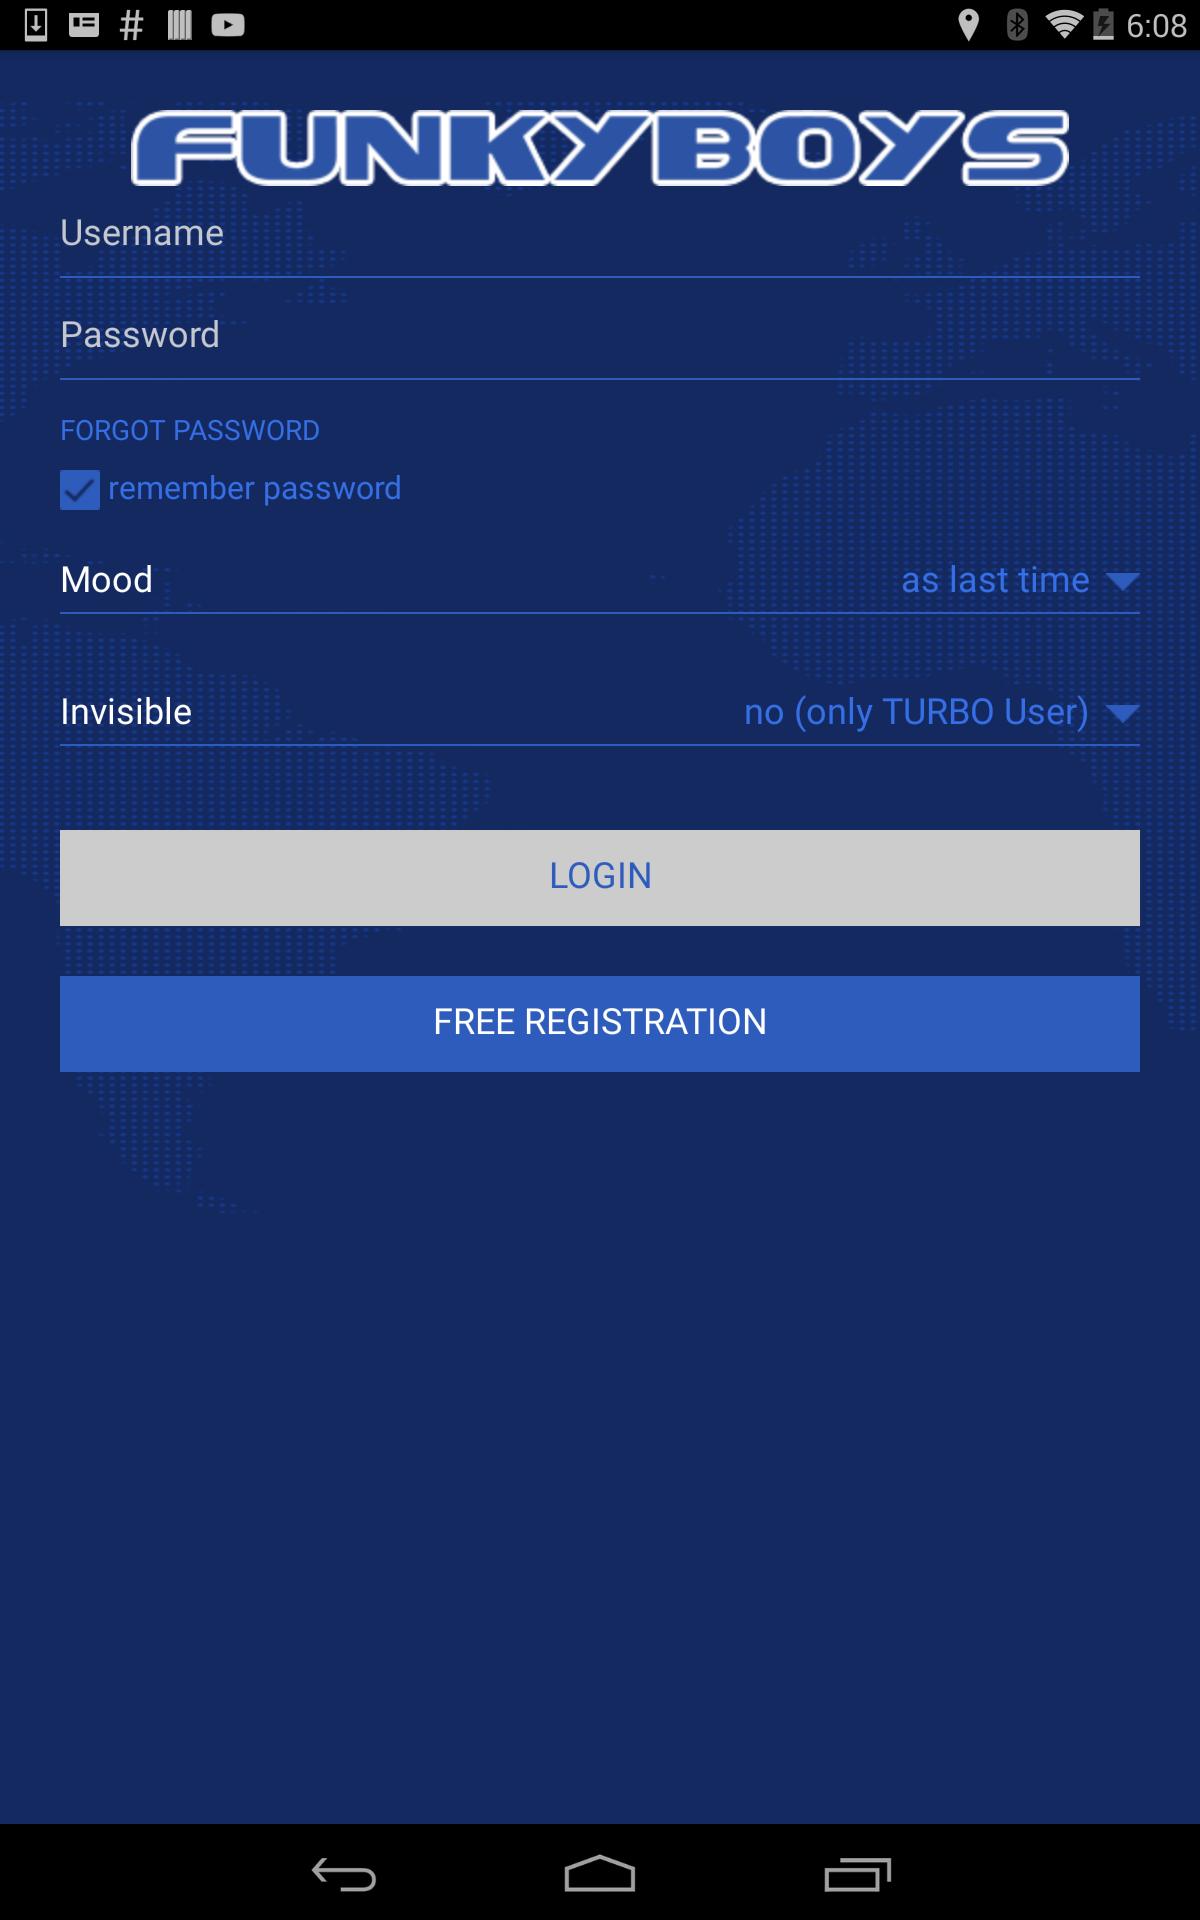 6:08
FUNKYBOYS
Username
Password
FORGOT PASSWORD
remember password
Mood as last time
Invisible no (only TURBO User)
LOGIN
FREE REGISTRATION